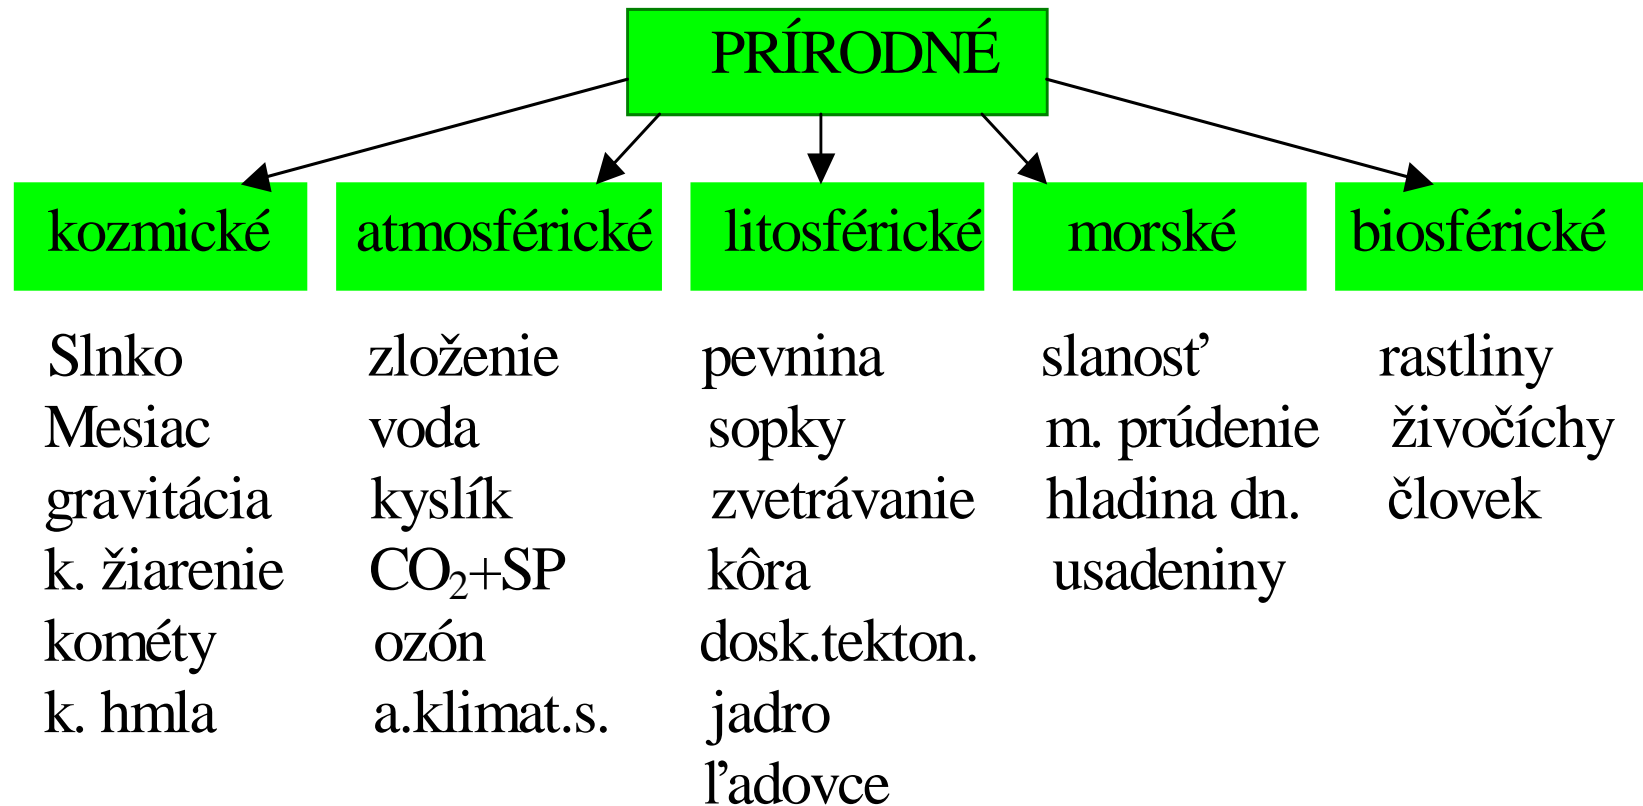 PRÍRODNÉ
kozmické atmosférické litosférické morské biosférické
Slnko zloženie pevnina slanosť rastliny
Mesiac voda sopky m. prúdenie živočíchy
gravitácia kyslík zvetrávanie hladina dn. človek
k. žiarenie CO₂+SP kôra usadeniny
kométy ozón dosk.tekton.
k. hmla a.klimat.s. jadro
ľadovce